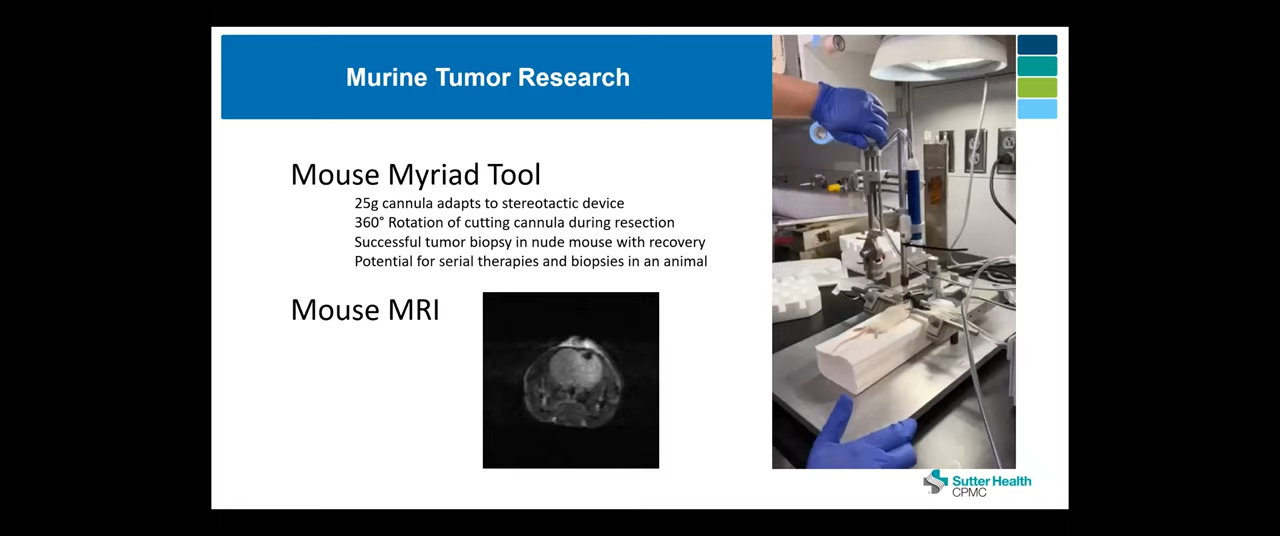 Murine Tumor Research
Mouse Myriad Tool
25g cannula adapts to stereotactic device
360° Rotation of cutting cannula during resection
Successful tumor biopsy in nude mouse with recovery
Potential for serial therapies and biopsies in an animal
Mouse MRI
Sutter Health
CPMC